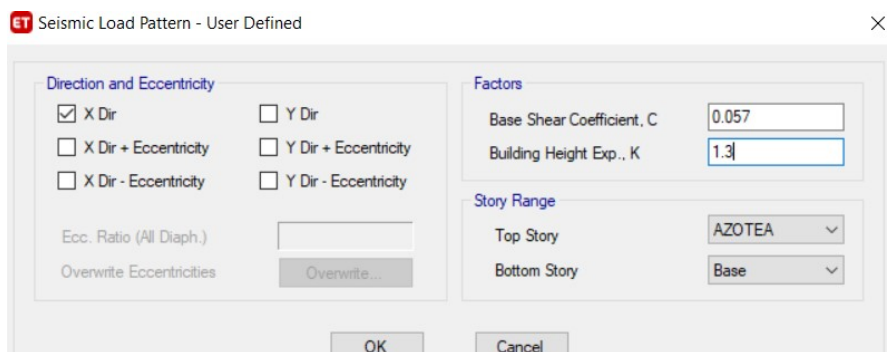 ET Seismic Load Pattern - User Defined
Direction and Eccentricity
X Dir
Y Dir
X Dir + Eccentricity
Y Dir + Eccentricity
X Dir - Eccentricity
Y Dir - Eccentricity
Ecc. Ratio (All Diaph.)
Overwrite Eccentricities
Overwrite...
Factors
Base Shear Coefficient, C
0.057
Building Height Exp., K
1.3
Story Range
Top Story
AZOTEA
Bottom Story
Base
OK
Cancel